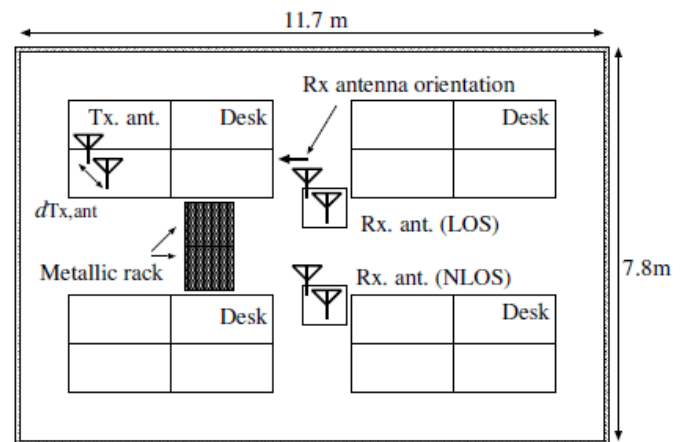 11.7 m
Rx antenna orientation
Tx. ant.
Desk
Desk
dTx,ant
Rx. ant. (LOS)
Metallic rack
Rx. ant. (NLOS)
7.8m
Desk
Desk